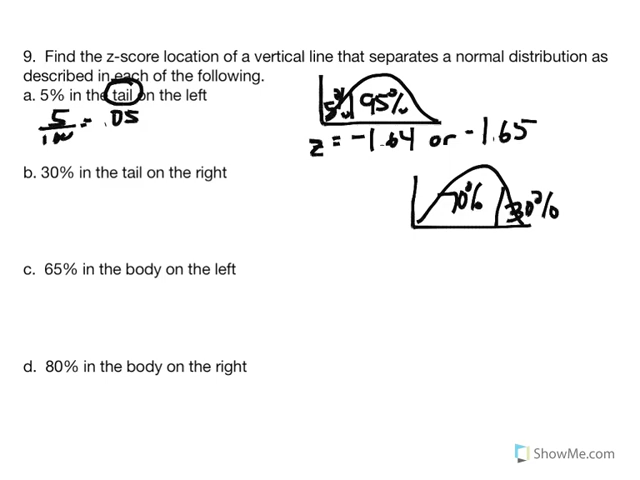 9. Find the z-score location of a vertical line that separates a normal distribution as
described in each of the following.
a. 5% in the tail on the left
5/100 = .05
5% 95%
z = -1.64 or -1.65
b. 30% in the tail on the right
70% 30%
c. 65% in the body on the left
d. 80% in the body on the right
ShowMe.com